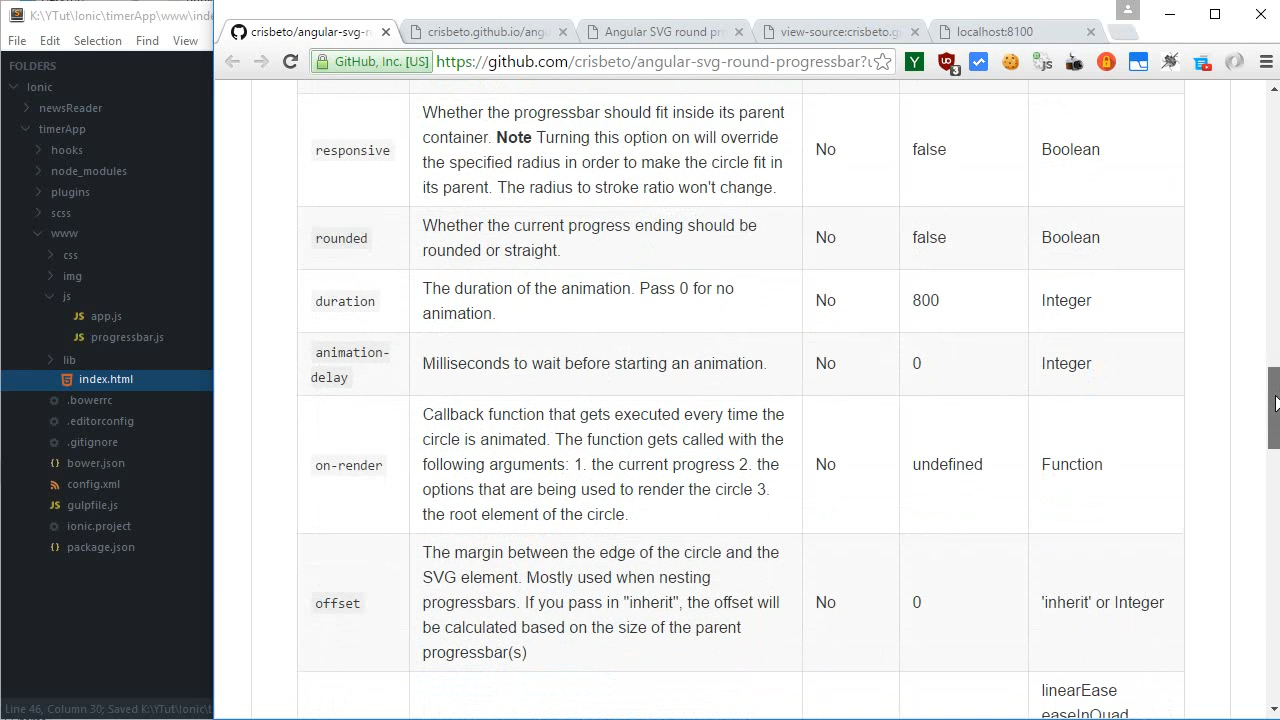 K:\YTut\Ionic\timerApp\www\inde
File Edit Selection Find View
FOLDERS
Ionic
newsReader
timerApp
hooks
node_modules
plugins
scss
www
css
img
js
JS app.js
JS progressbar.js
lib
index.html
.bowerrc
.editorconfig
.gitignore
{} bower.json
config.xml
JS gulpfile.js
ionic.project
{} package.json
Line 46, Column 30; Saved K:\YTut\Ionic\t
crisbeto/angular-svg-r
crisbeto.github.io/ang
Angular SVG round pr
view-source:crisbeto.g
localhost:8100
GitHub, Inc. [US] https://github.com/crisbeto/angular-svg-round-progressbar?u
Y
3
responsive
Whether the progressbar should fit inside its parent
container. Note Turning this option on will override
the specified radius in order to make the circle fit in
its parent. The radius to stroke ratio won't change.
No
false
Boolean
rounded
Whether the current progress ending should be
rounded or straight.
No
false
Boolean
duration
The duration of the animation. Pass 0 for no
animation.
No
800
Integer
animation-
delay
Milliseconds to wait before starting an animation.
No
0
Integer
on-render
Callback function that gets executed every time the
circle is animated. The function gets called with the
following arguments: 1. the current progress 2. the
options that are being used to render the circle 3.
the root element of the circle.
No
undefined
Function
offset
The margin between the edge of the circle and the
SVG element. Mostly used when nesting
progressbars. If you pass in "inherit", the offset will
be calculated based on the size of the parent
progressbar(s)
No
0
'inherit' or Integer
linearEase
easeInQuad